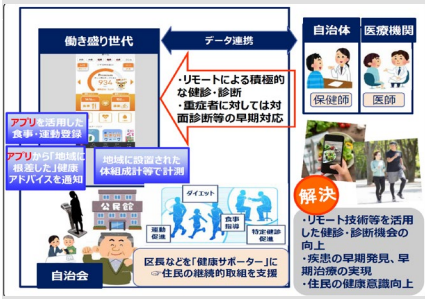 働き盛り世代
データ連携
自治体
医療機関
・リモートによる積極的
な健診・診断
・重症者に対しては対
面診断等の早期対応
保健師
医師
アプリを活用した
食事・運動登録
アプリから「地域に
根差した」健康
アドバイスを通知
地域に設置された
体組成計等で計測
公民館
ダイエット
運動
促進
食事
指導
特定健診
促進
区長などを「健康サポーター」に
☞住民の継続的取組を支援
自治会
解決
・リモート技術等を活用
した健診・診断機会の
向上
・疾患の早期発見、早
期治療の実現
・住民の健康意識向上